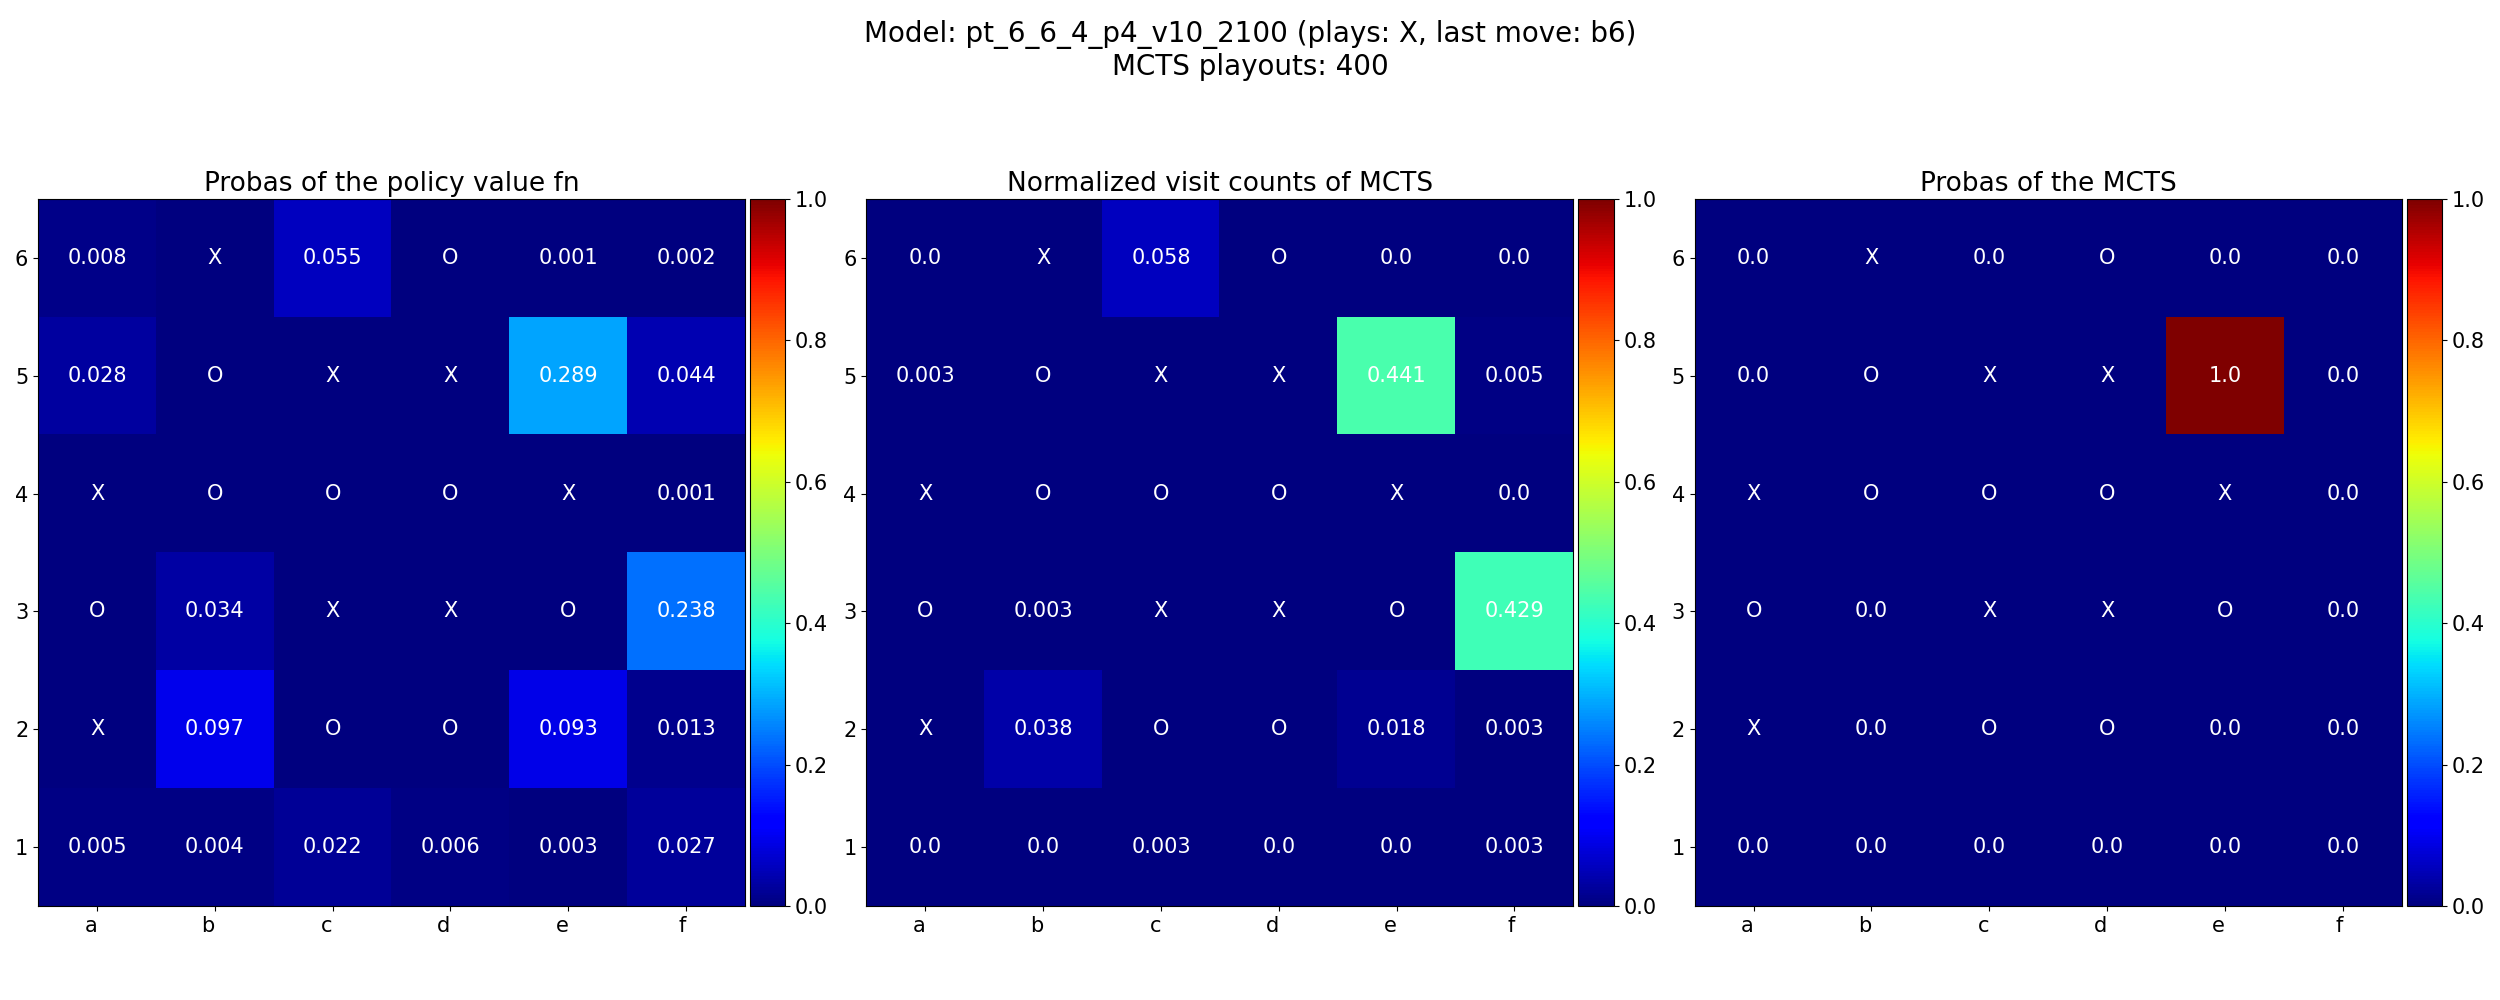 Model: pt_6_6_4_p4_v10_2100 (plays: X, last move: b6)
MCTS playouts: 400
Probas of the policy value fn
6 0.008 X 0.055 O 0.001 0.002
5 0.028 O X X 0.289 0.044
4 X O O O X 0.001
3 O 0.034 X X O 0.238
2 X 0.097 O O 0.093 0.013
1 0.005 0.004 0.022 0.006 0.003 0.027
a b c d e f
1.0
0.8
0.6
0.4
0.2
0.0
Normalized visit counts of MCTS
6 0.0 X 0.058 O 0.0 0.0
5 0.003 O X X 0.441 0.005
4 X O O O X 0.0
3 O 0.003 X X O 0.429
2 X 0.038 O O 0.018 0.003
1 0.0 0.0 0.003 0.0 0.0 0.003
a b c d e f
1.0
0.8
0.6
0.4
0.2
0.0
Probas of the MCTS
6 0.0 X 0.0 O 0.0 0.0
5 0.0 O X X 1.0 0.0
4 X O O O X 0.0
3 O 0.0 X X O 0.0
2 X 0.0 O O 0.0 0.0
1 0.0 0.0 0.0 0.0 0.0 0.0
a b c d e f
1.0
0.8
0.6
0.4
0.2
0.0